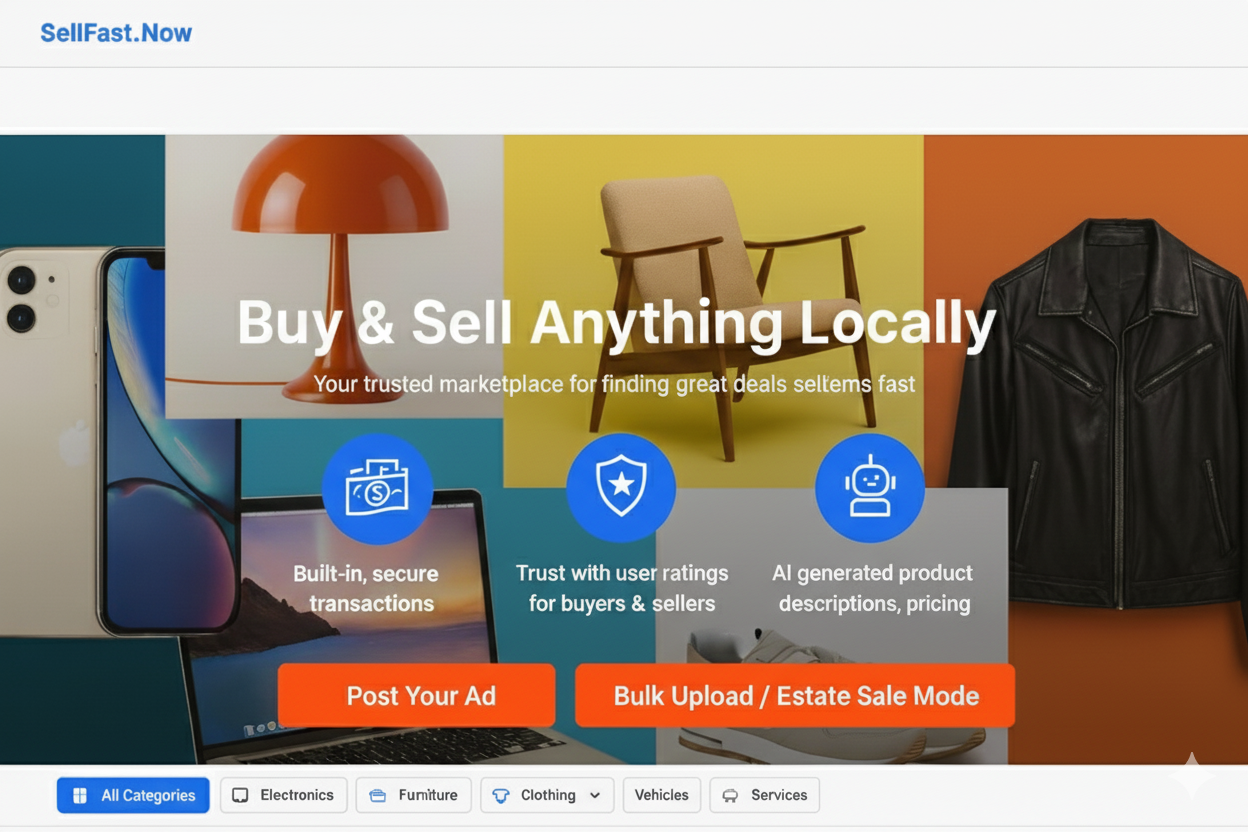 SellFast.Now
Buy & Sell Anything Locally
Your trusted marketplace for finding great deals sellems fast
Built-in, secure
transactions
Trust with user ratings
for buyers & sellers
AI generated product
descriptions, pricing
Post Your Ad
Bulk Upload / Estate Sale Mode
All Categories
Electronics
Furniture
Clothing
Vehicles
Services